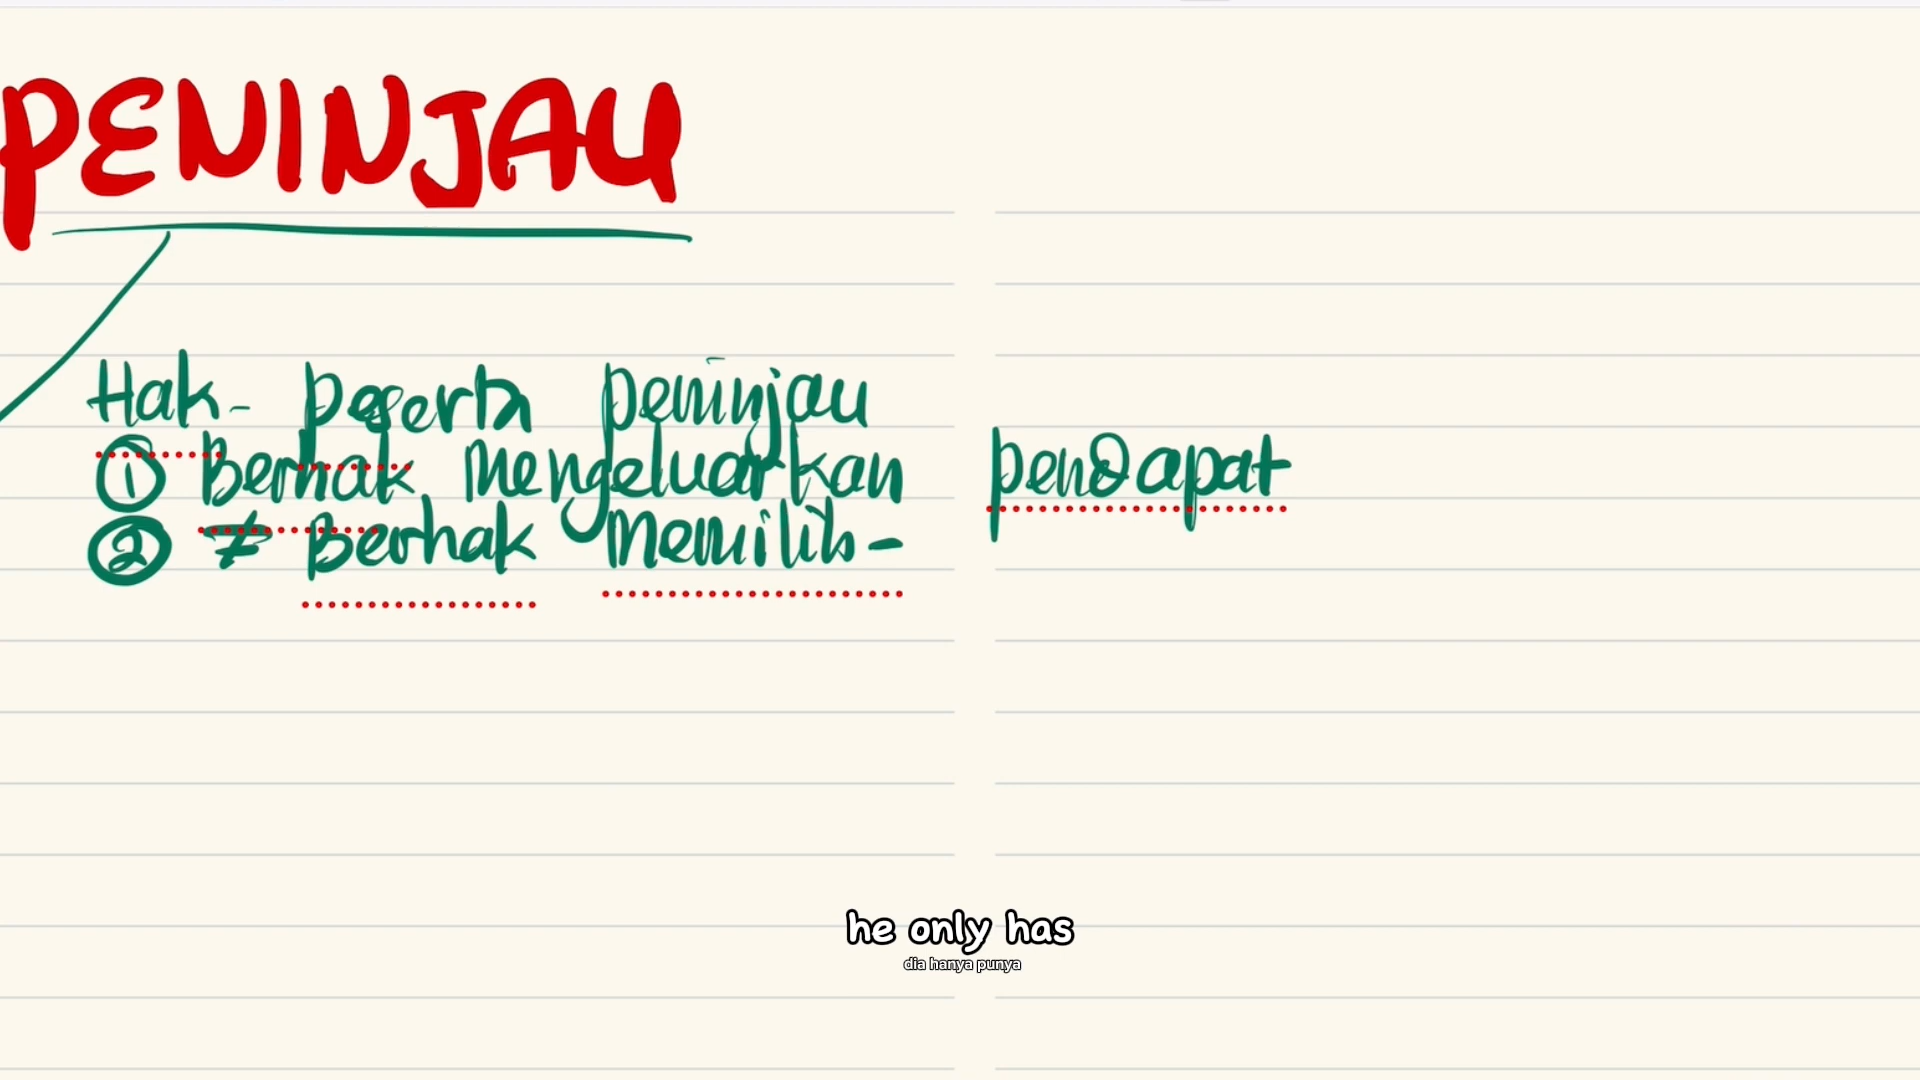 PENINJAU
Hak- peserta peninjau
① Berhak mengeluarkan pendapat
② ≠ Berhak memilih-
he only has
dia hanya punya